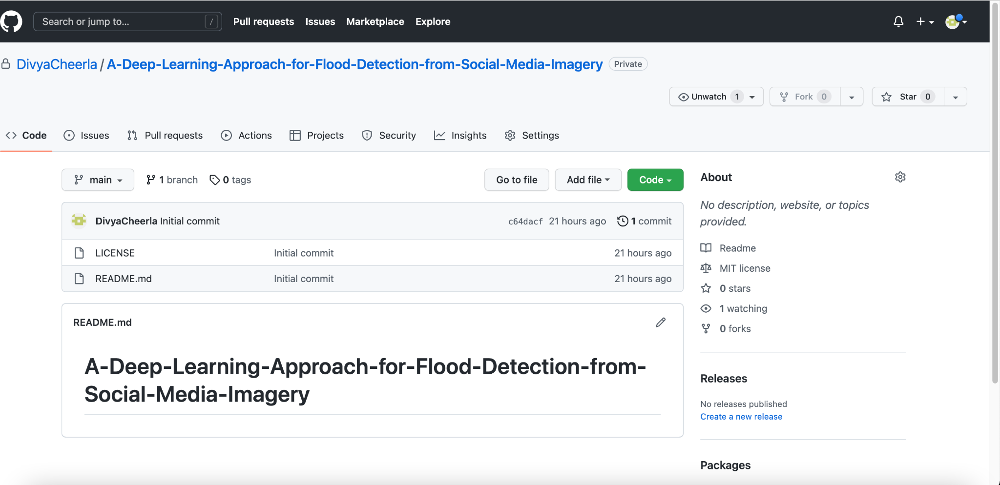 Search or jump to... /
Pull requests Issues Marketplace Explore
DivyaCheerla / A-Deep-Learning-Approach-for-Flood-Detection-from-Social-Media-Imagery Private
Unwatch 1 Fork 0 Star 0
Code Issues Pull requests Actions Projects Security Insights Settings
main 1 branch 0 tags Go to file Add file Code
DivyaCheerla Initial commit c64dacf 21 hours ago 1 commit
LICENSE Initial commit 21 hours ago
README.md Initial commit 21 hours ago
README.md
A-Deep-Learning-Approach-for-Flood-Detection-from-
Social-Media-Imagery
About
No description, website, or topics
provided.
Readme
MIT license
0 stars
1 watching
0 forks
Releases
No releases published
Create a new release
Packages